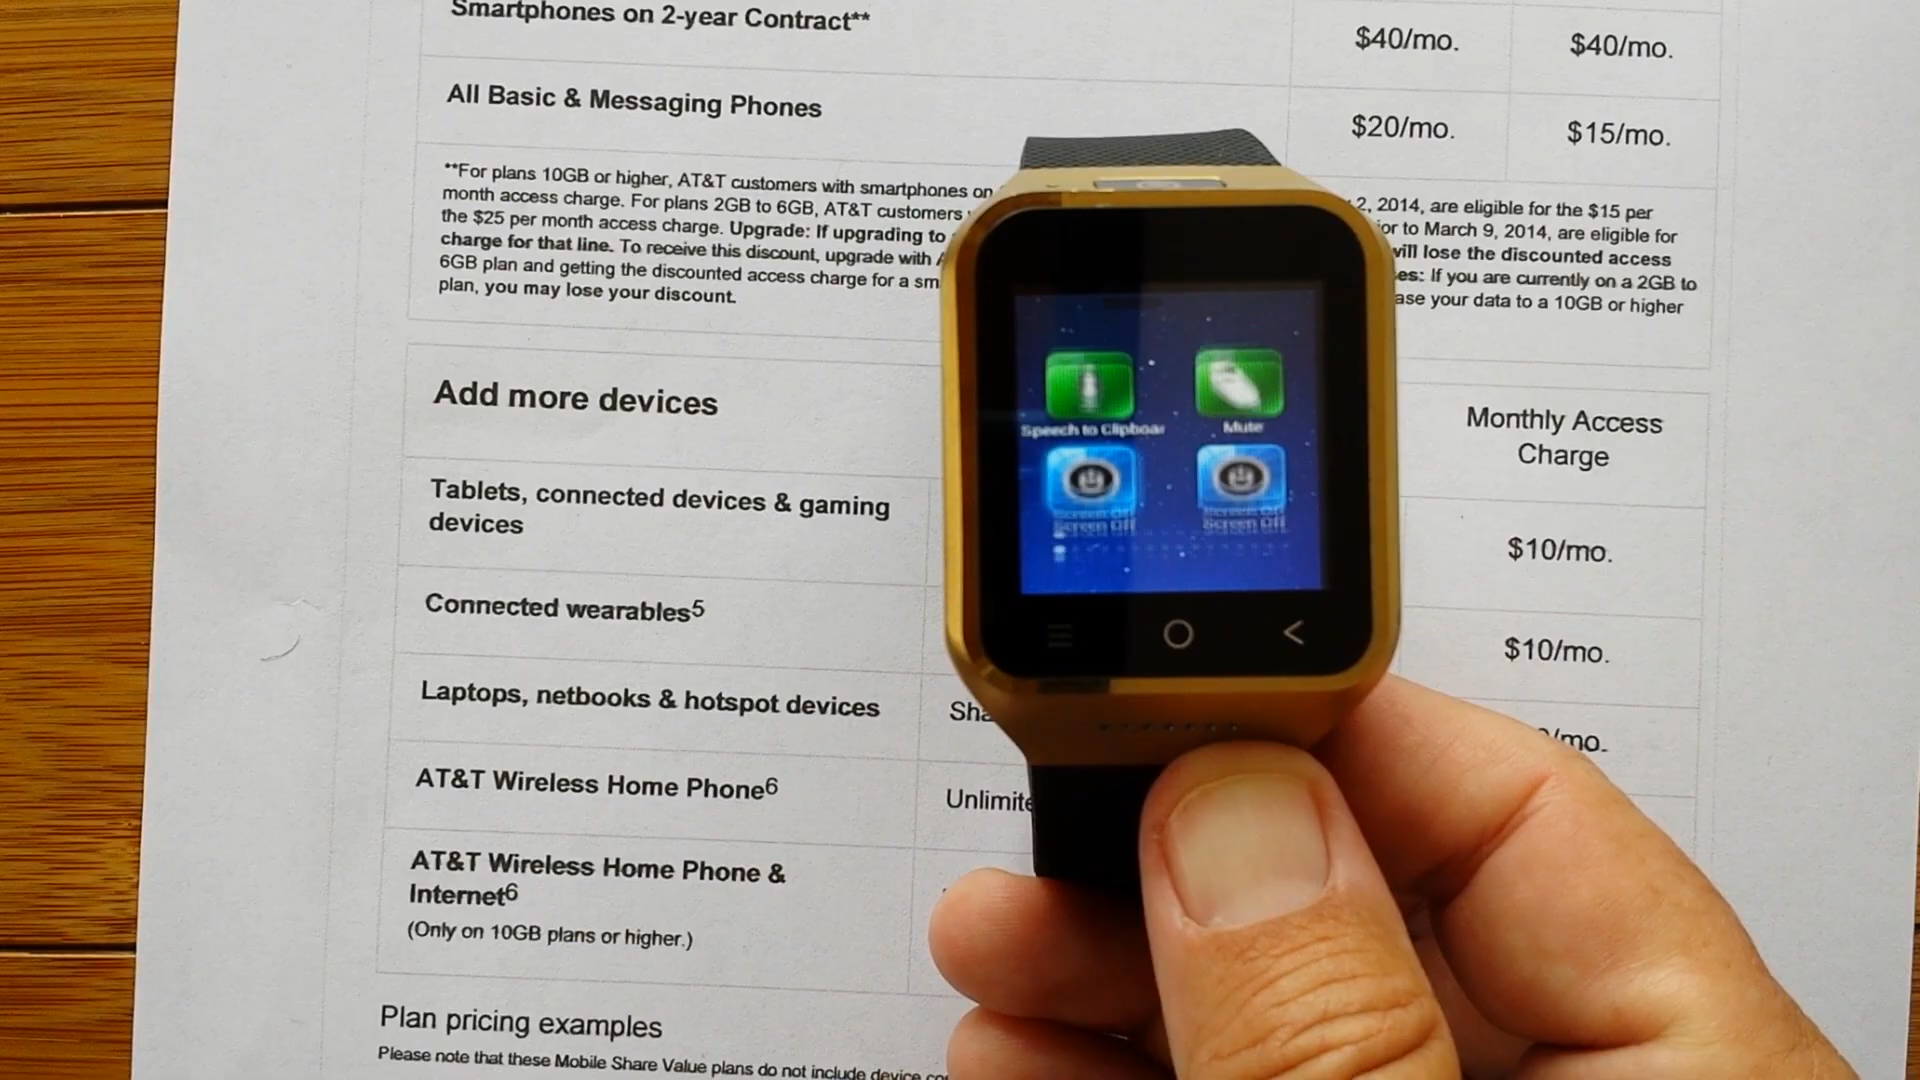 Smartphones on 2-year Contract** $40/mo. $40/mo.
All Basic & Messaging Phones $20/mo. $15/mo.
**For plans 10GB or higher, AT&T customers with smartphones on 2, 2014, are eligible for the $15 per
month access charge. For plans 2GB to 6GB, AT&T customers to March 9, 2014, are eligible for
the $25 per month access charge. Upgrade: If upgrading to will lose the discounted access
charge for that line. To receive this discount, upgrade with If you are currently on a 2GB to
6GB plan and getting the discounted access charge for a your data to a 10GB or higher
plan, you may lose your discount.
Add more devices
Monthly Access
Charge
Tablets, connected devices & gaming
devices
$10/mo.
Connected wearables5 $10/mo.
Laptops, netbooks & hotspot devices
AT&T Wireless Home Phone6
AT&T Wireless Home Phone &
Internet6
(Only on 10GB plans or higher.)
Plan pricing examples
Please note that these Mobile Share Value plans do not include device
Speech to Clipboar Mute
Screen Off Screen Off